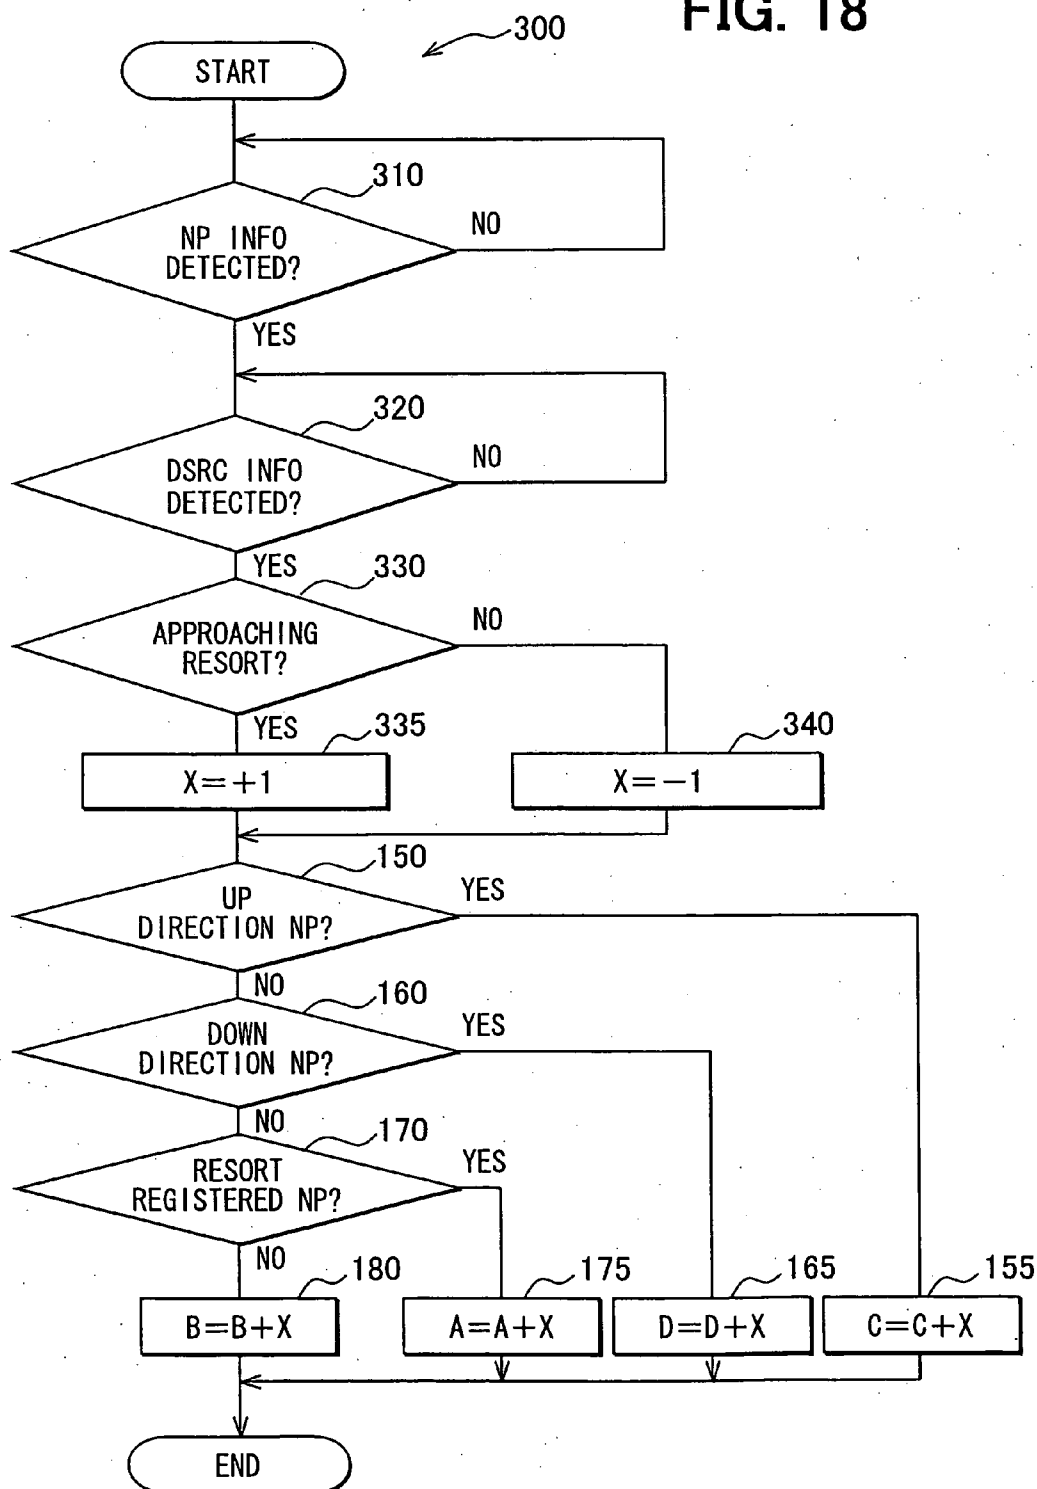 FIG. 18
300
START
310
NP INFO
DETECTED?
NO
YES
320
DSRC INFO
DETECTED?
NO
YES
330
APPROACHING
RESORT?
NO
YES
335
X=+1
340
X=-1
150
UP
DIRECTION NP?
YES
NO
160
DOWN
DIRECTION NP?
YES
NO
170
RESORT
REGISTERED NP?
YES
NO
180
B=B+X
175
A=A+X
165
D=D+X
155
C=C+X
END